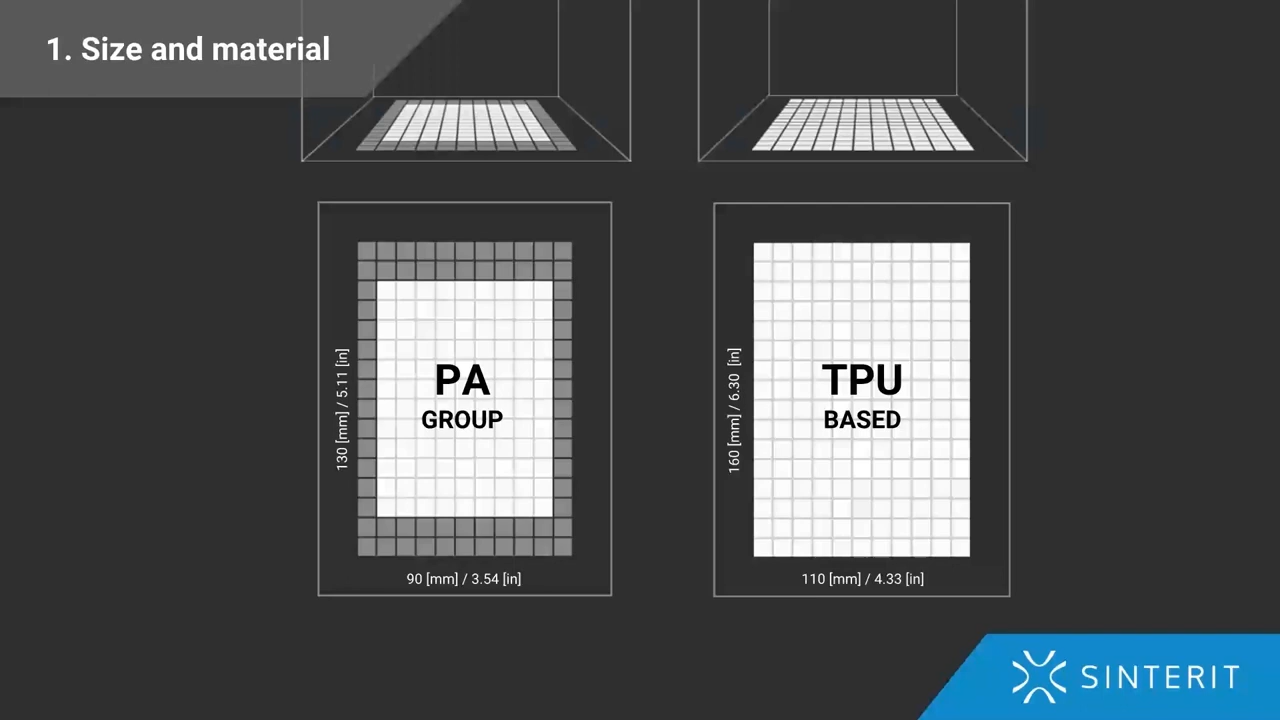 1. Size and material
PA
GROUP
130 [mm] / 5.11 [in]
90 [mm] / 3.54 [in]
TPU
BASED
160 [mm] / 6.30 [in]
110 [mm] / 4.33 [in]
SINTERIT